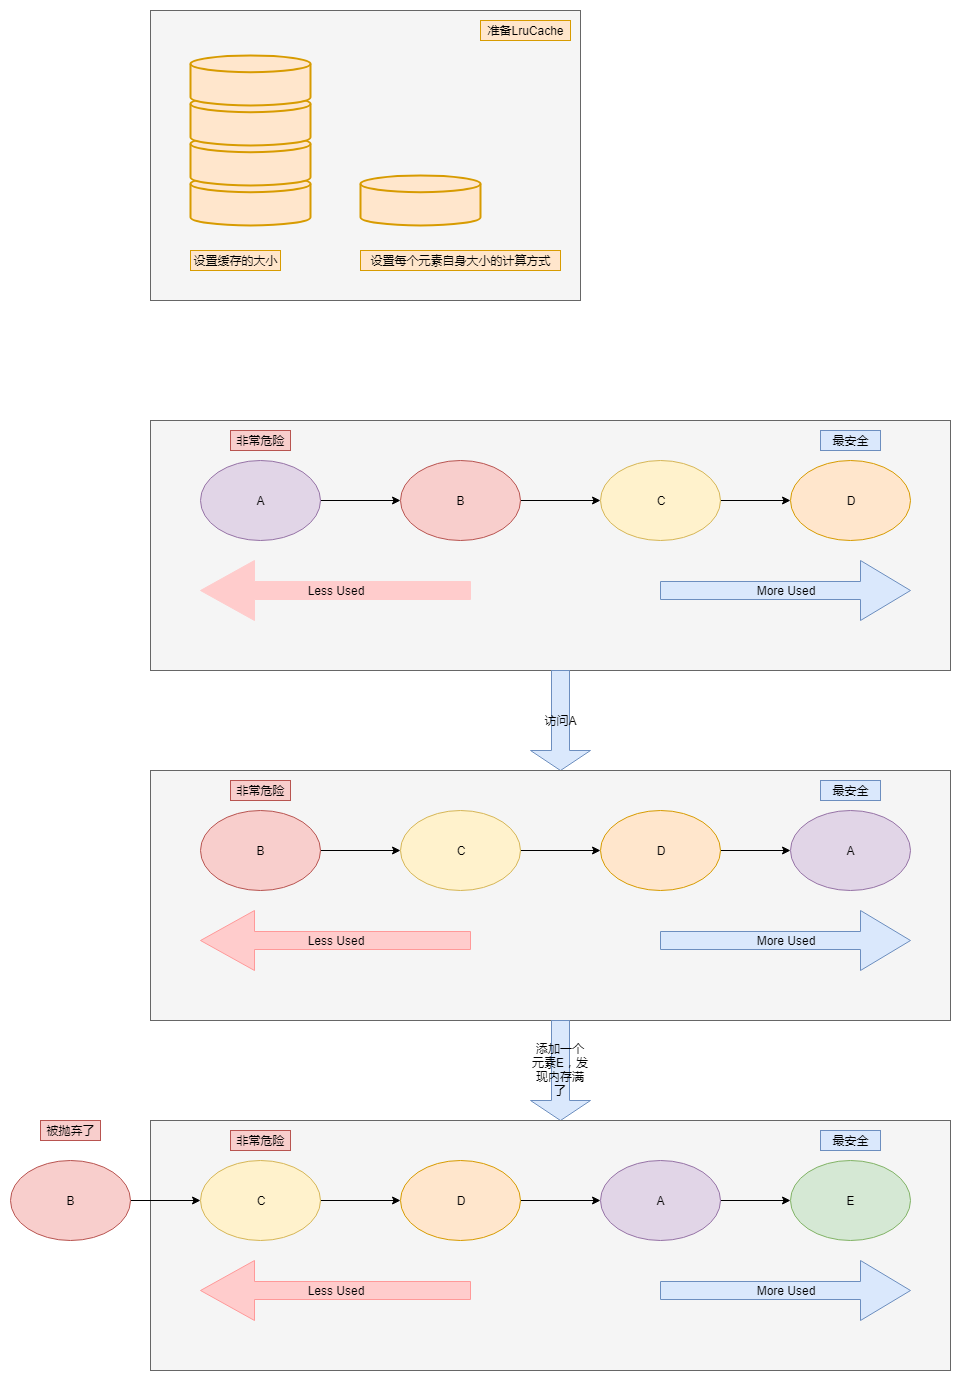 准备LruCache
设置缓存的大小
设置每个元素自身大小的计算方式
非常危险
最安全
A
B
C
D
Less Used
More Used
访问A
非常危险
最安全
B
C
D
A
Less Used
More Used
添加一个
元素E，发
现内存满
了
被抛弃了
非常危险
最安全
B
C
D
A
E
Less Used
More Used